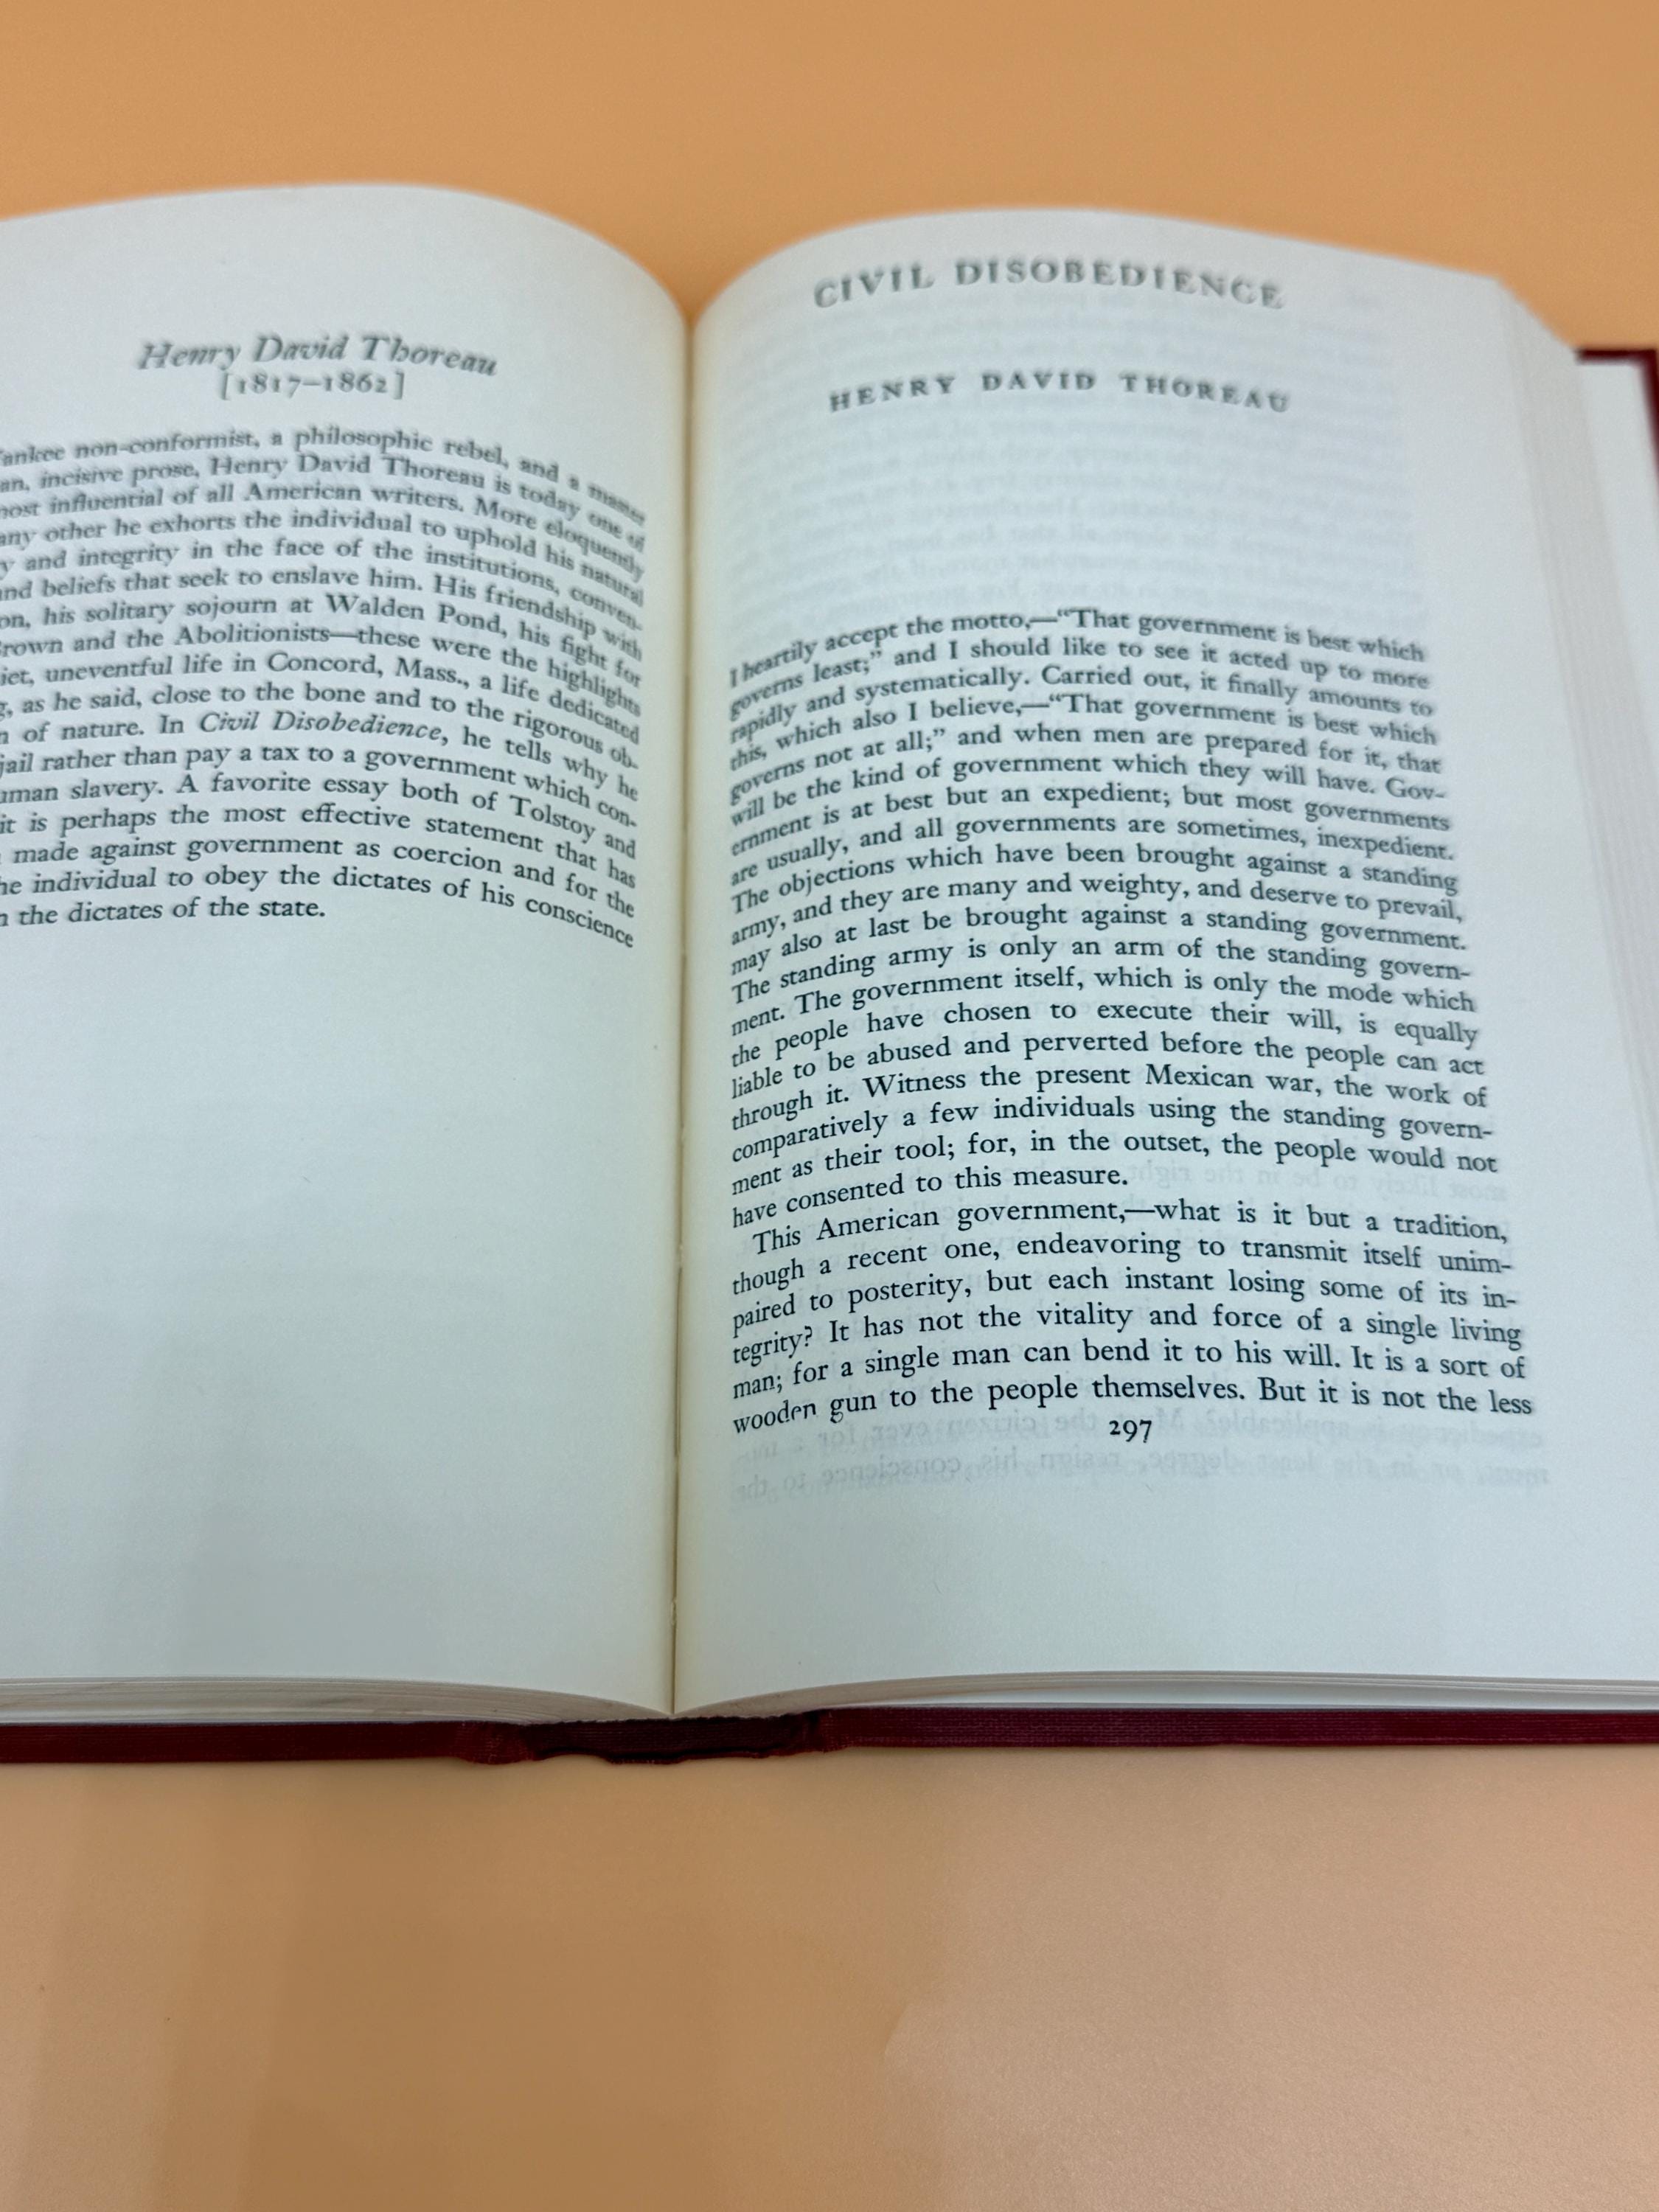 Henry David Thoreau
[1817–1862]
ankee non-conformist, a philosophic rebel, and a master
an, incisive prose, Henry David Thoreau is today one of
ost influential of all American writers. More eloquently
any other he exhorts the individual to uphold his natural
y and integrity in the face of the institutions, conven-
nd beliefs that seek to enslave him. His friendship with
on, his solitary sojourn at Walden Pond, his fight for
rown and the Abolitionists—these were the highlights
iet, uneventful life in Concord, Mass., a life dedicated
g, as he said, close to the bone and to the rigorous ob-
n of nature. In Civil Disobedience, he tells why he
jail rather than pay a tax to a government which con-
man slavery. A favorite essay both of Tolstoy and
it is perhaps the most effective statement that has
made against government as coercion and for the
he individual to obey the dictates of his conscience
n the dictates of the state.
CIVIL DISOBEDIENCE
HENRY DAVID THOREAU
I heartily accept the motto,—“That government is best which
governs least;” and I should like to see it acted up to more
rapidly and systematically. Carried out, it finally amounts to
this, which also I believe,—“That government is best which
governs not at all;” and when men are prepared for it, that
will be the kind of government which they will have. Gov-
ernment is at best but an expedient; but most governments
are usually, and all governments are sometimes, inexpedient.
The objections which have been brought against a standing
army, and they are many and weighty, and deserve to prevail,
may also at last be brought against a standing government.
The standing army is only an arm of the standing govern-
ment. The government itself, which is only the mode which
the people have chosen to execute their will, is equally
liable to be abused and perverted before the people can act
through it. Witness the present Mexican war, the work of
comparatively a few individuals using the standing govern-
ment as their tool; for, in the outset, the people would not
have consented to this measure.
This American government,—what is it but a tradition,
though a recent one, endeavoring to transmit itself unim-
paired to posterity, but each instant losing some of its in-
tegrity? It has not the vitality and force of a single living
man; for a single man can bend it to his will. It is a sort of
wooden gun to the people themselves. But it is not the less
297